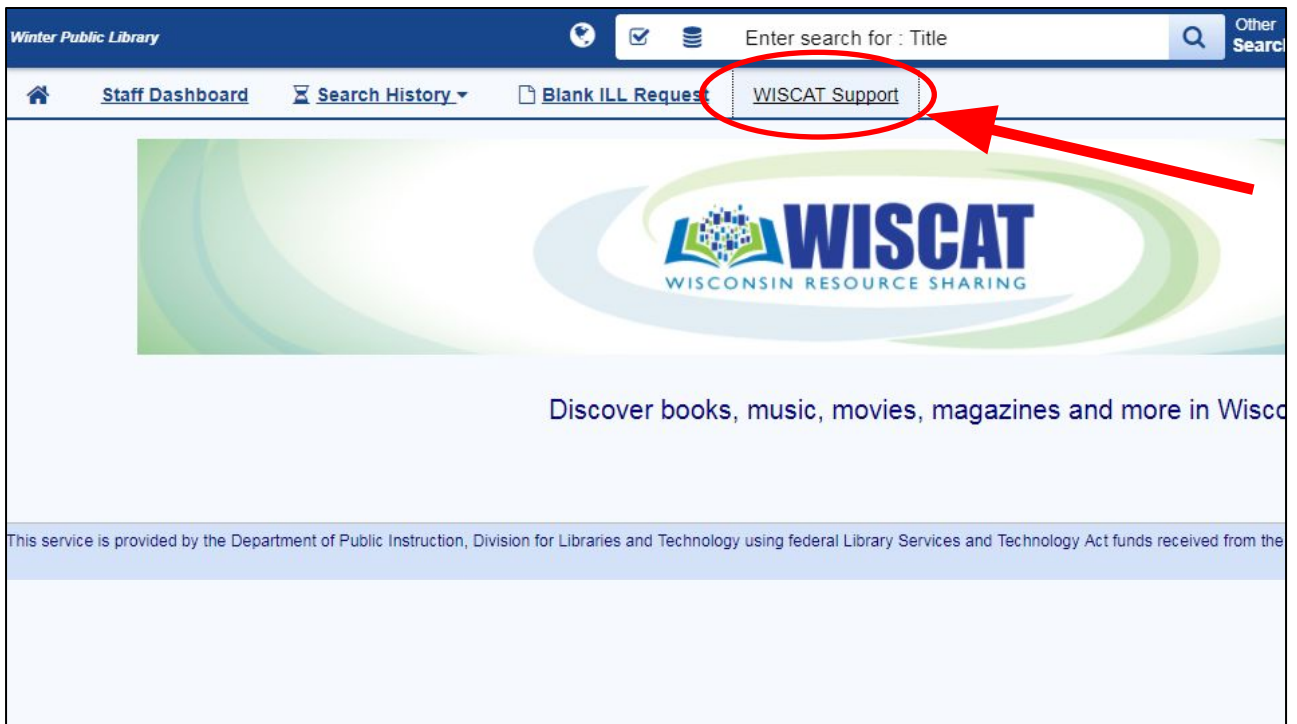 Winter Public Library
Enter search for : Title
Other
Searc
Staff Dashboard
Search History
Blank ILL Request
WISCAT Support
WISCAT
WISCONSIN RESOURCE SHARING
Discover books, music, movies, magazines and more in Wisco
This service is provided by the Department of Public Instruction, Division for Libraries and Technology using federal Library Services and Technology Act funds received from the